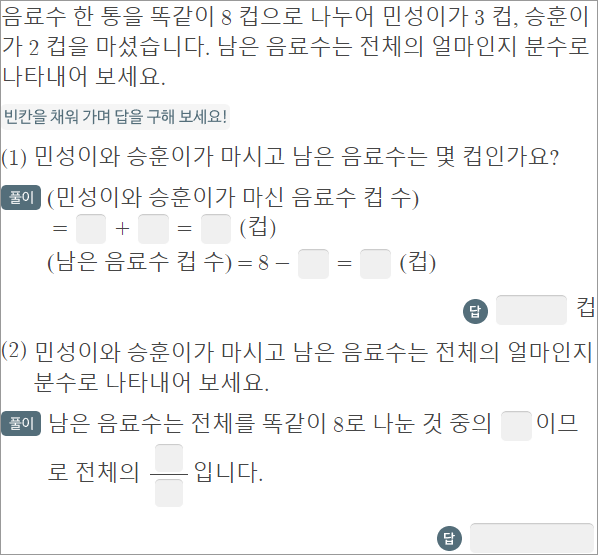 음료수 한 통을 똑같이 8 컵으로 나누어 민성이가 3 컵, 승훈이
가 2 컵을 마셨습니다. 남은 음료수는 전체의 얼마인지 분수로
나타내어 보세요.
빈칸을 채워 가며 답을 구해 보세요!
(1) 민성이와 승훈이가 마시고 남은 음료수는 몇 컵인가요?
풀이 (민성이와 승훈이가 마신 음료수 컵 수)
= + = (컵)
(남은 음료수 컵 수) = 8 − = (컵)
답 컵
(2) 민성이와 승훈이가 마시고 남은 음료수는 전체의 얼마인지
분수로 나타내어 보세요.
풀이 남은 음료수는 전체를 똑같이 8로 나눈 것 중의 이므
로 전체의 입니다.
답